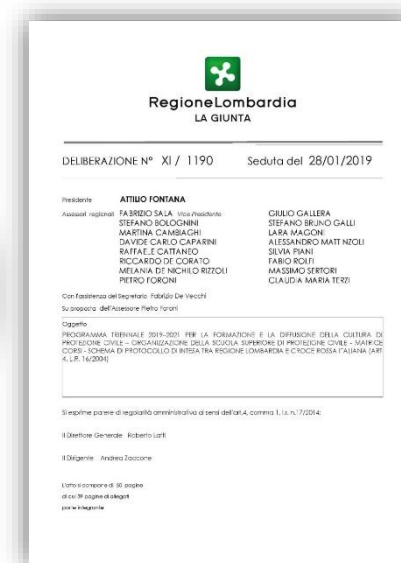 RegioneLombardia
LA GIUNTA
DELIBERAZIONE N° XI / 1190 Seduta del 28/01/2019
Presidente ATTILIO FONTANA
Assessori regionali FABRIZIO SALA Vice Presidente GIULIO GALLERA
STEFANO BOLOGNINI STEFANO BRUNO GALLI
MARTINA CAMBIAGHI LARA MAGONI
DAVIDE CARLO CAPARINI ALESSANDRO MATT NZOLI
RAFFAELE CATTANEO SILVIA PIANI
RICCARDO DE CORATO FABIO ROLFI
MELANIA DE NICHILO RIZZOLI MASSIMO SERTORI
PIETRO FORONI CLAUDIA MARIA TERZI
Con l'assistenza del Segretario Fabrizio De Vecchi
Su proposta dell'Assessore Pietro Foroni
Oggetto
PROGRAMMA TRIENNALE 2019-2021 PER LA FORMAZIONE E LA DIFFUSIONE DELLA CULTURA DI
PROTEZIONE CIVILE – ORGANIZZAZIONE DELLA SCUOLA SUPERIORE DI PROTEZIONE CIVILE - MATRICE
CORSI - SCHEMA DI PROTOCOLLO DI INTESA TRA REGIONE LOMBARDIA E CROCE ROSSA ITALIANA (ART
4, L.R. 16/2004)
Si esprime parere di regolarità amministrativa ai sensi dell'art.4, comma 1, l.r. n.17/2014:
Il Direttore Generale Roberto Laffi
Il Dirigente Andrea Zaccone
L'atto si compone di 50 pagine
di cui 39 pagine di allegati
parte integrante